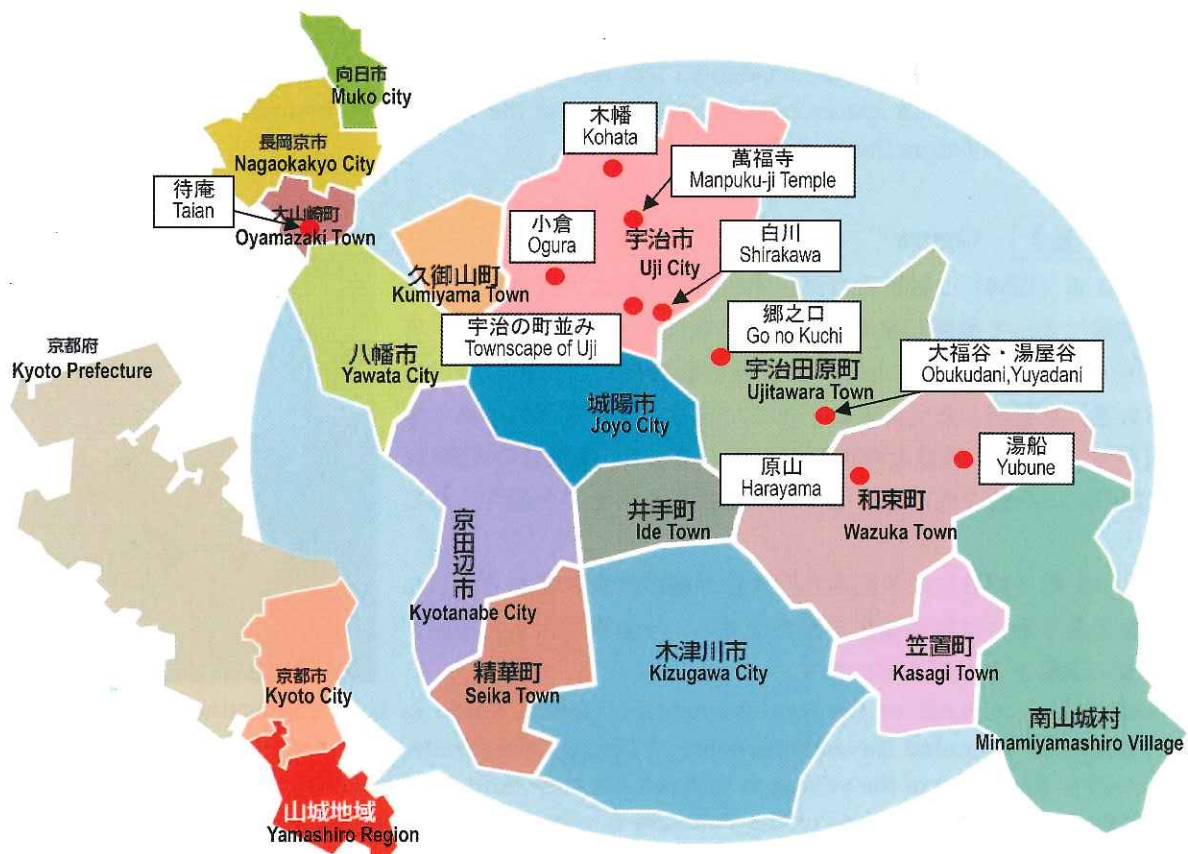 向日市
Muko city
長岡京市
Nagaokakyo City
待庵
Taian
大山崎町
Oyamazaki Town
木幡
Kohata
萬福寺
Manpuku-ji Temple
小倉
Ogura
宇治市
Uji City
白川
Shirakawa
久御山町
Kumiyama Town
宇治の町並み
Townscape of Uji
郷之口
Go no Kuchi
宇治田原町
Ujitawara Town
大福谷・湯屋谷
Obukudani,Yuyadani
八幡市
Yawata City
京都府
Kyoto Prefecture
城陽市
Joyo City
原山
Harayama
湯船
Yubune
和束町
Wazuka Town
井手町
Ide Town
京田辺市
Kyotanabe City
精華町
Seika Town
木津川市
Kizugawa City
笠置町
Kasagi Town
南山城村
Minamiyamashiro Village
京都市
Kyoto City
山城地域
Yamashiro Region